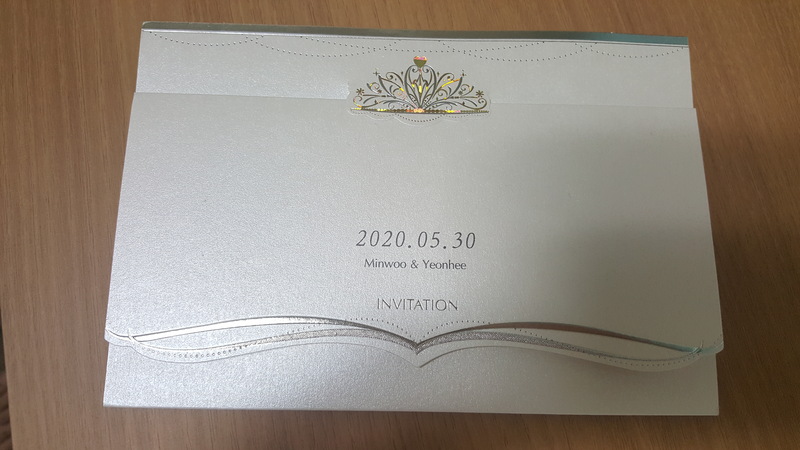 2020.05.30
Minwoo & Yeonhee
INVITATION